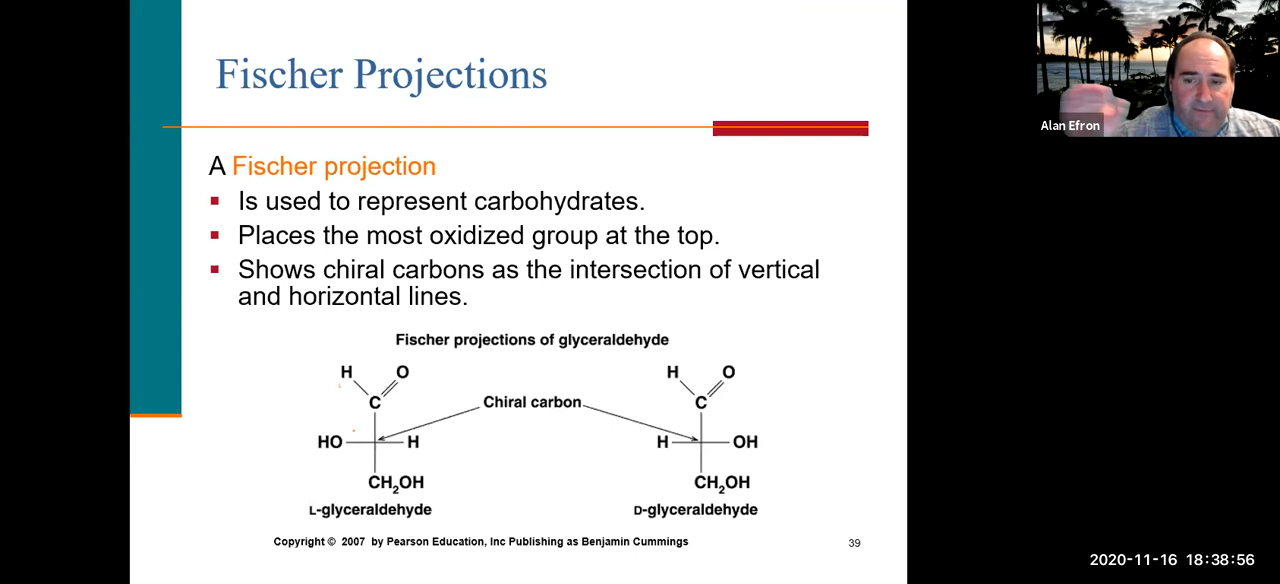 Fischer Projections
Alan Efron
A Fischer projection
▪ Is used to represent carbohydrates.
▪ Places the most oxidized group at the top.
▪ Shows chiral carbons as the intersection of vertical
and horizontal lines.
Fischer projections of glyceraldehyde
H O H O
C Chiral carbon C
HO H H OH
CH₂OH CH₂OH
L-glyceraldehyde D-glyceraldehyde
Copyright © 2007 by Pearson Education, Inc Publishing as Benjamin Cummings
39
2020-11-16 18:38:56